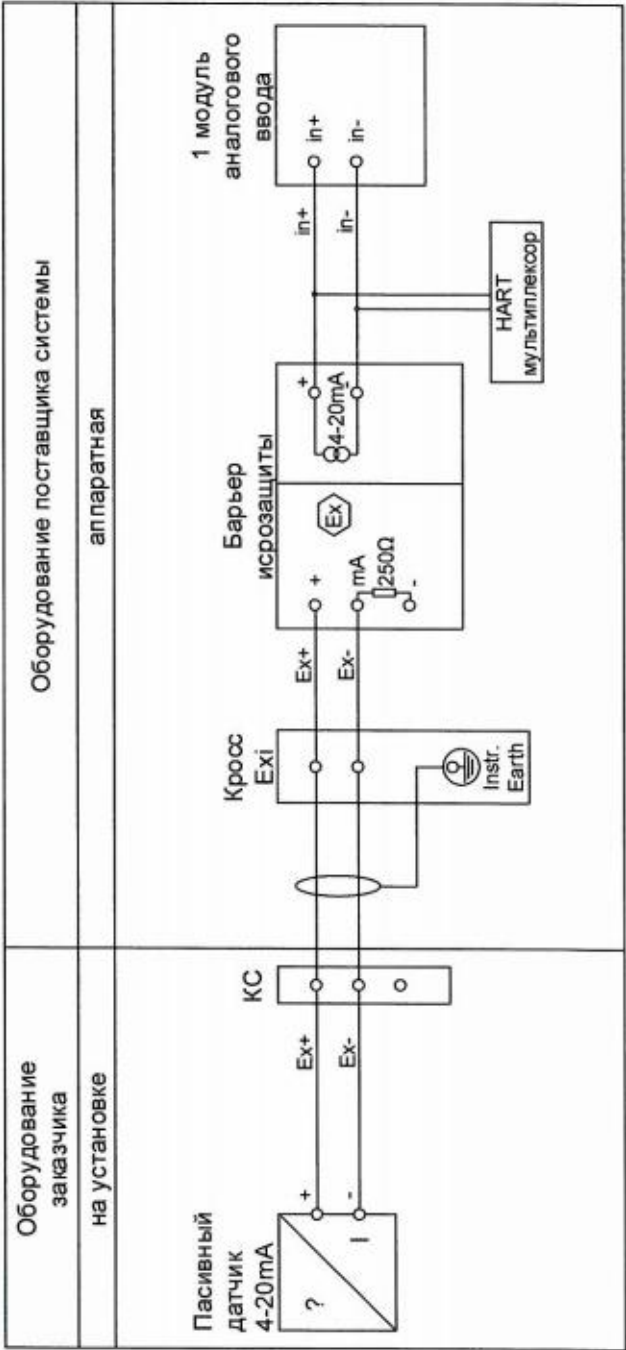 Оборудование
заказчика
Оборудование поставщика системы
на установке
аппаратная
Пасивный
датчик
4-20mA
?
+
-
Ex+
Ex-
КС
Кросс
Exi
Instr.
Earth
Ex+
Ex-
Барьер
исрозащиты
+
mA
250Ω
-
Ex
+
4-20mA
-
in+
in-
HART
мультиплексор
1 модуль
аналогового
ввода
in+
in-